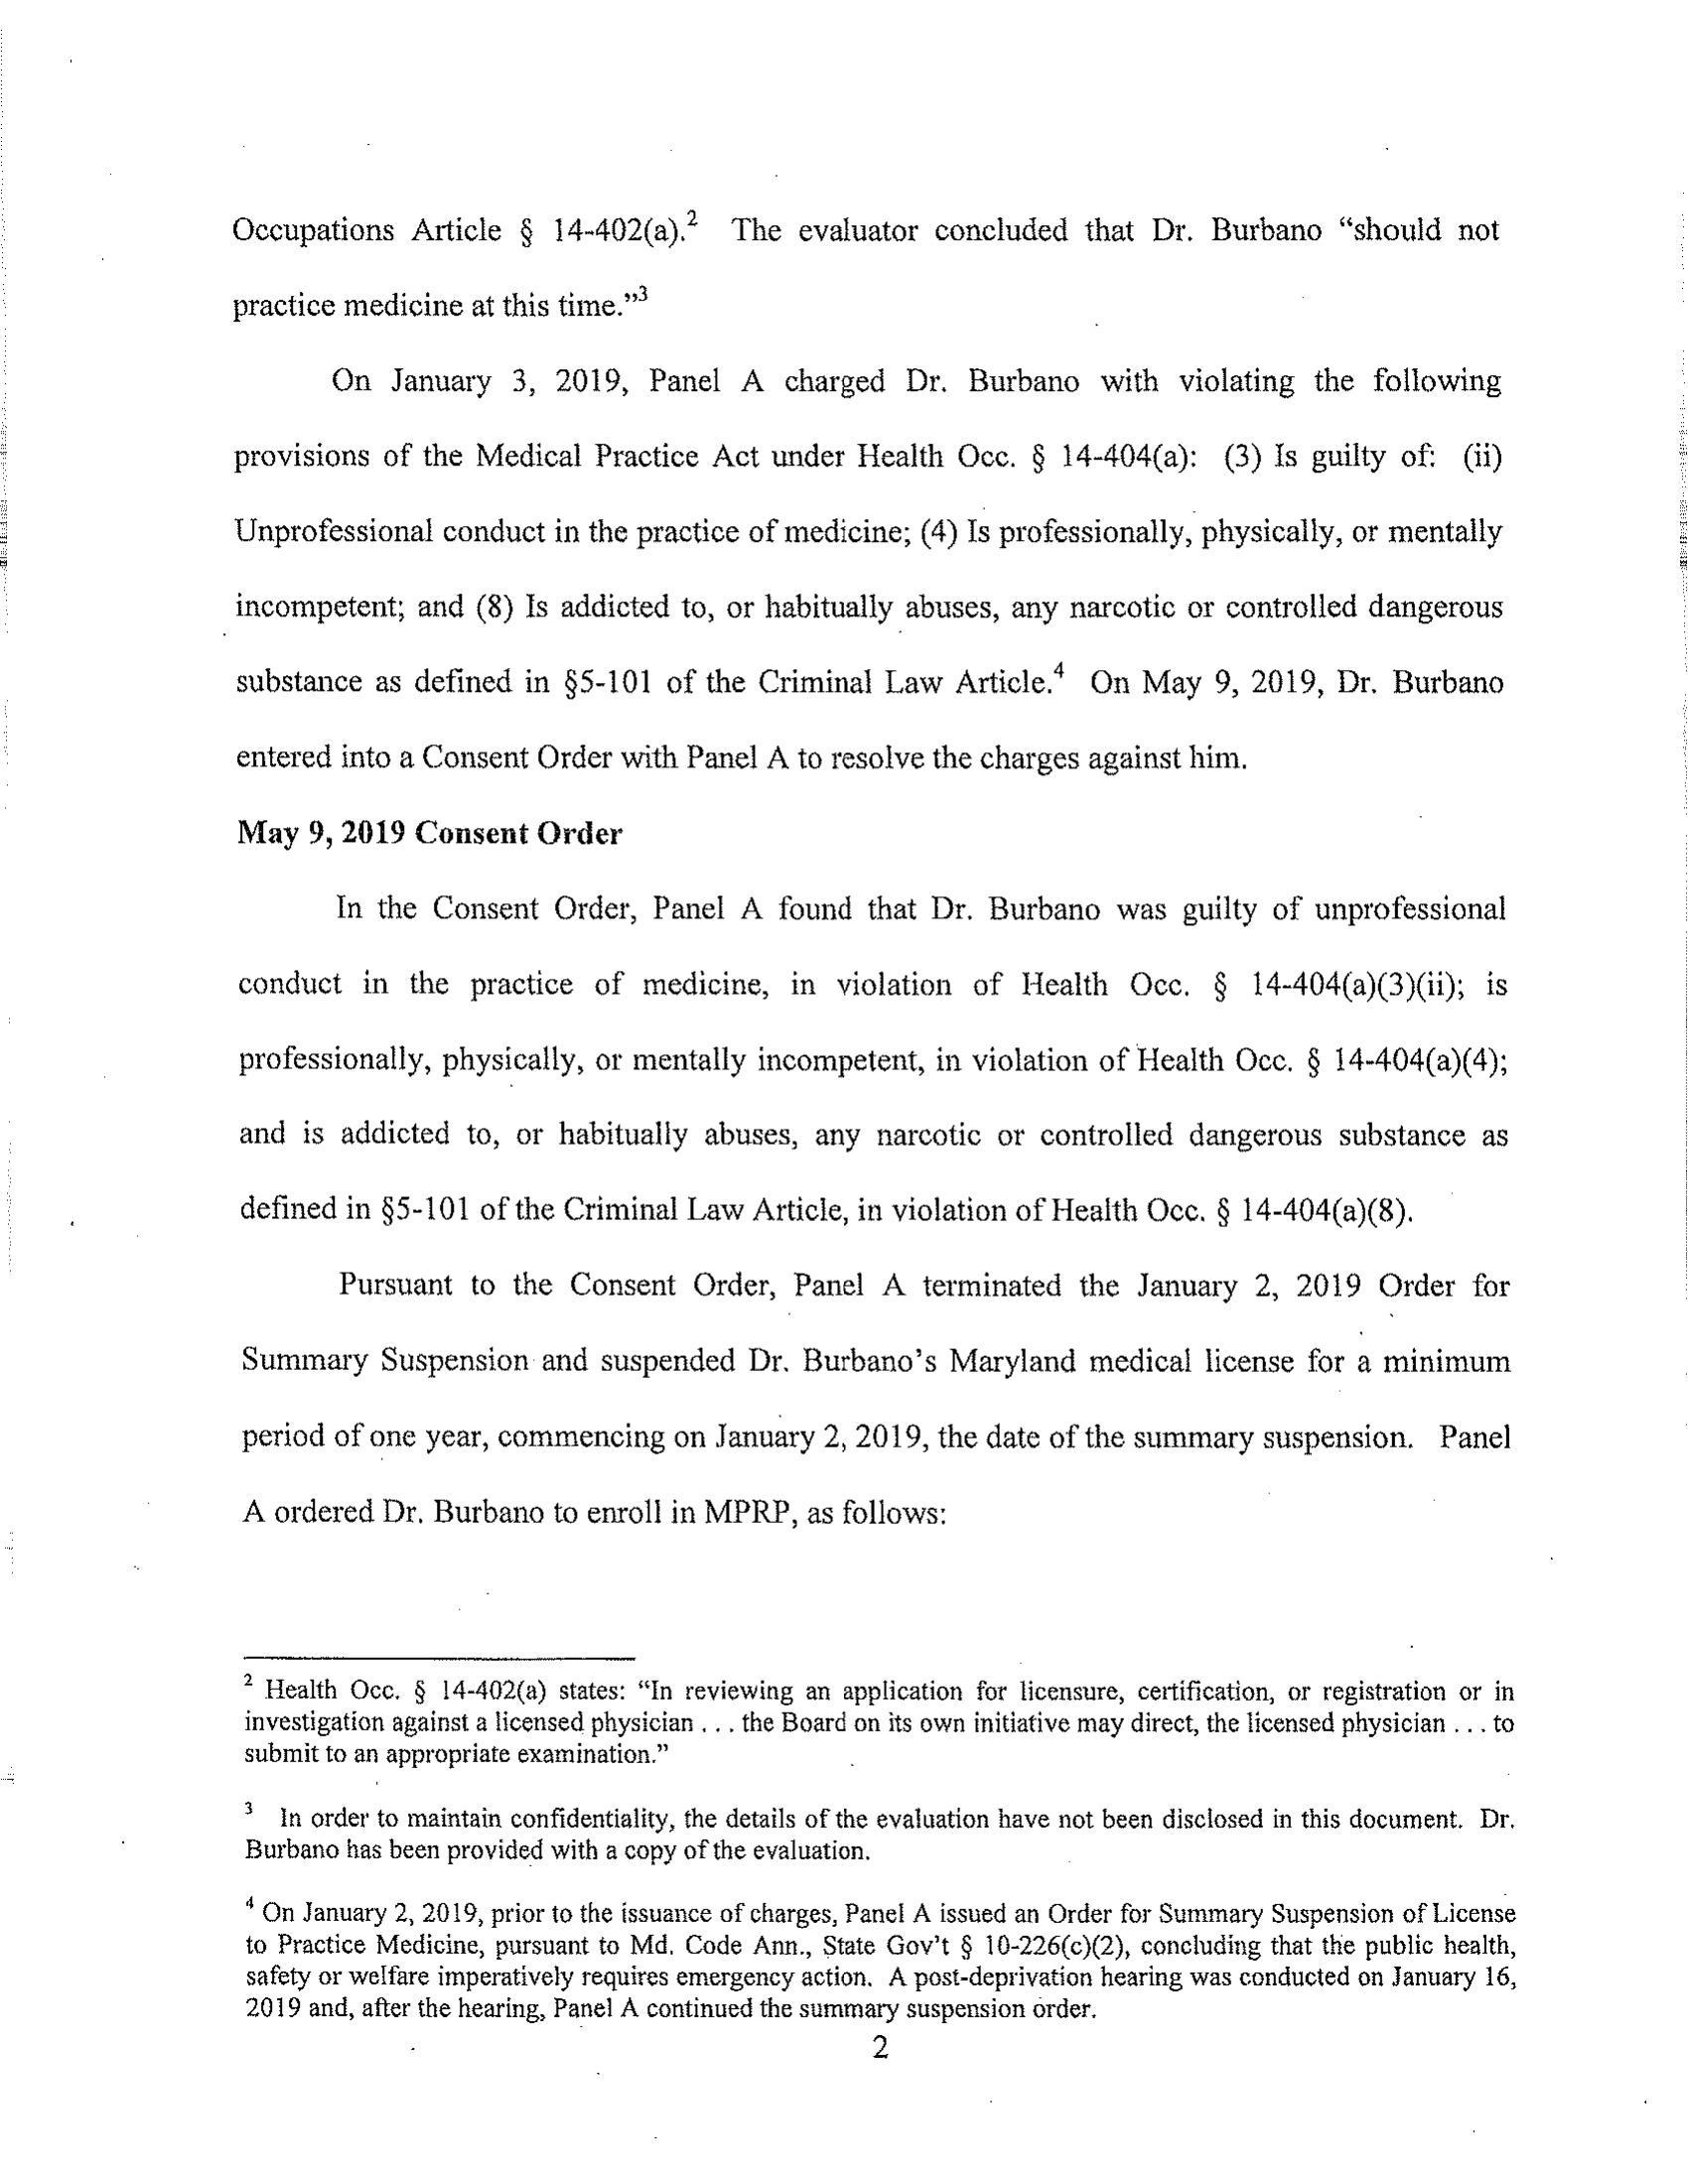 Occupations Article § 14-402(a).2 The evaluator concluded that Dr. Burbano “should not
practice medicine at this time.”3
On January 3, 2019, Panel A charged Dr. Burbano with violating the following
provisions of the Medical Practice Act under Health Occ. § 14-404(a): (3) Is guilty of: (ii)
Unprofessional conduct in the practice of medicine; (4) Is professionally, physically, or mentally
incompetent; and (8) Is addicted to, or habitually abuses, any narcotic or controlled dangerous
substance as defined in §5-101 of the Criminal Law Article.4 On May 9, 2019, Dr. Burbano
entered into a Consent Order with Panel A to resolve the charges against him.
May 9, 2019 Consent Order
In the Consent Order, Panel A found that Dr. Burbano was guilty of unprofessional
conduct in the practice of medicine, in violation of Health Occ. § 14-404(a)(3)(ii); is
professionally, physically, or mentally incompetent, in violation of Health Occ. § 14-404(a)(4);
and is addicted to, or habitually abuses, any narcotic or controlled dangerous substance as
defined in §5-101 of the Criminal Law Article, in violation of Health Occ. § 14-404(a)(8).
Pursuant to the Consent Order, Panel A terminated the January 2, 2019 Order for
Summary Suspension and suspended Dr. Burbano’s Maryland medical license for a minimum
period of one year, commencing on January 2, 2019, the date of the summary suspension. Panel
A ordered Dr. Burbano to enroll in MPRP, as follows:
2 Health Occ. § 14-402(a) states: “In reviewing an application for licensure, certification, or registration or in
investigation against a licensed physician . . . the Board on its own initiative may direct, the licensed physician . . . to
submit to an appropriate examination.”
3 In order to maintain confidentiality, the details of the evaluation have not been disclosed in this document. Dr.
Burbano has been provided with a copy of the evaluation.
4 On January 2, 2019, prior to the issuance of charges, Panel A issued an Order for Summary Suspension of License
to Practice Medicine, pursuant to Md. Code Ann., State Gov’t § 10-226(c)(2), concluding that the public health,
safety or welfare imperatively requires emergency action. A post-deprivation hearing was conducted on January 16,
2019 and, after the hearing, Panel A continued the summary suspension order.
2